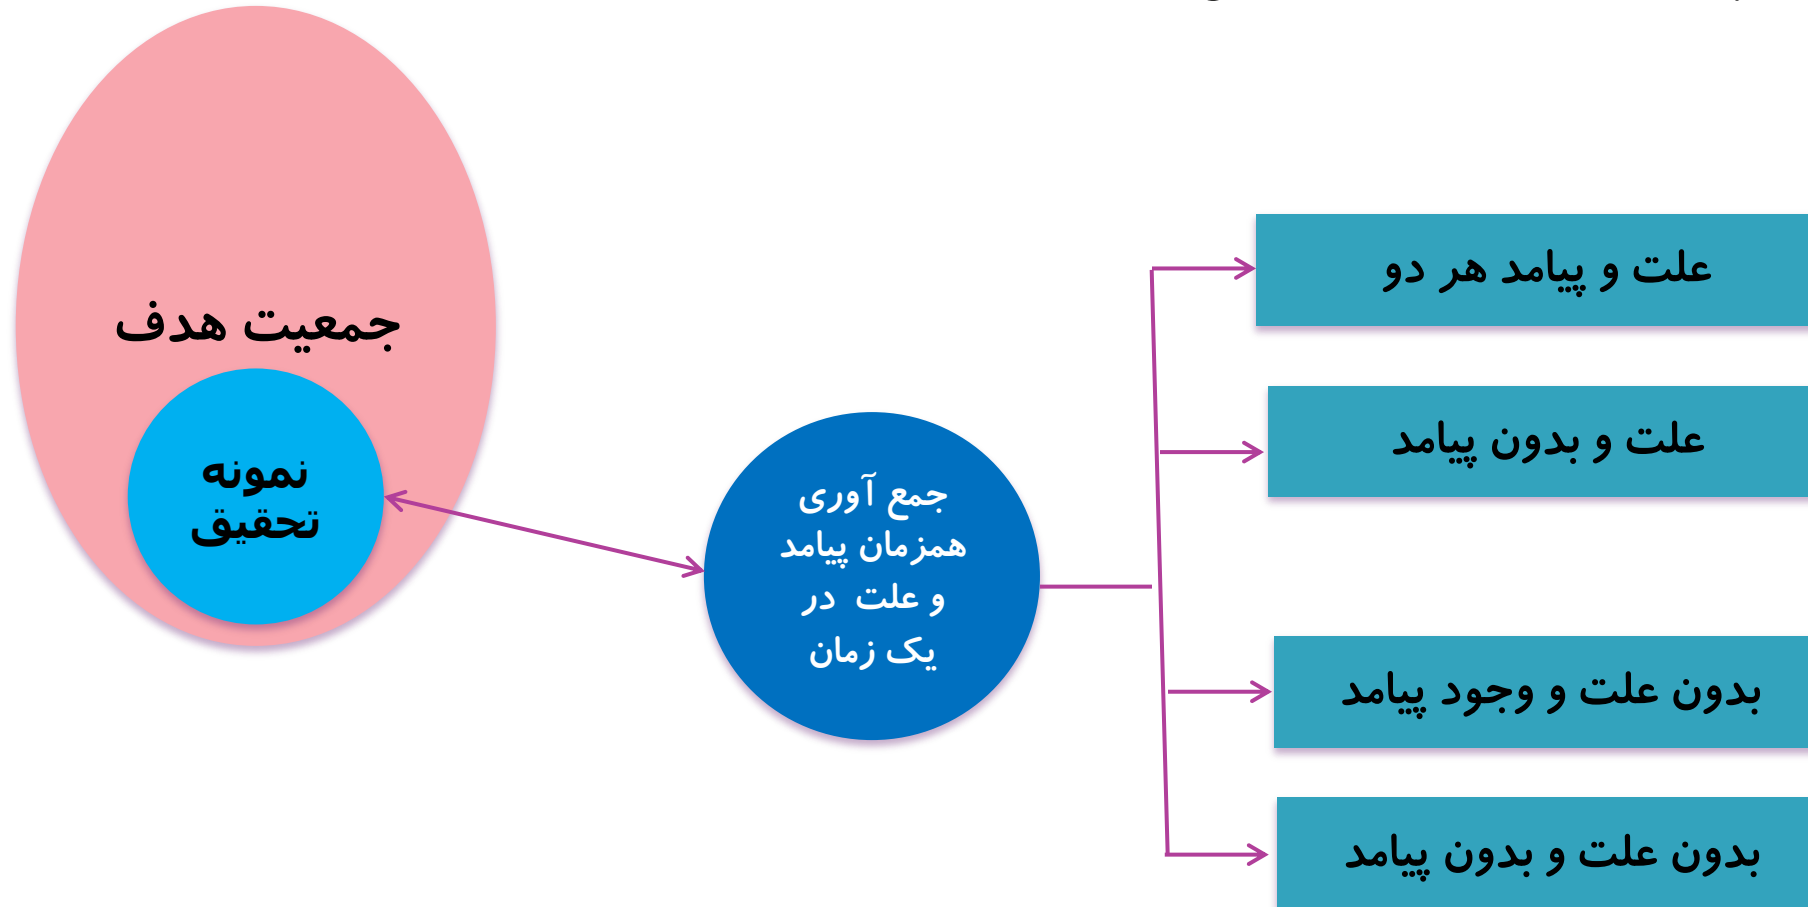 جمعیت هدف
نمونه
تحقیق
جمع آوری
همزمان پیامد
و علت در
یک زمان
علت و پیامد هر دو
علت و بدون پیامد
بدون علت و وجود پیامد
بدون علت و بدون پیامد